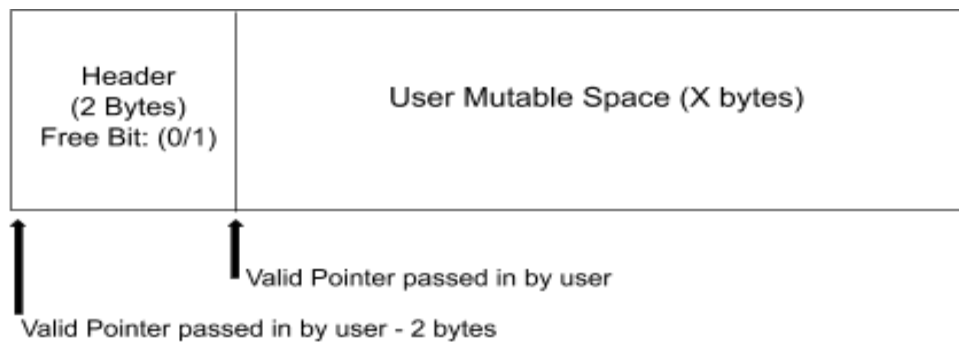 Header
(2 Bytes)
Free Bit: (0/1)
User Mutable Space (X bytes)
Valid Pointer passed in by user
Valid Pointer passed in by user - 2 bytes